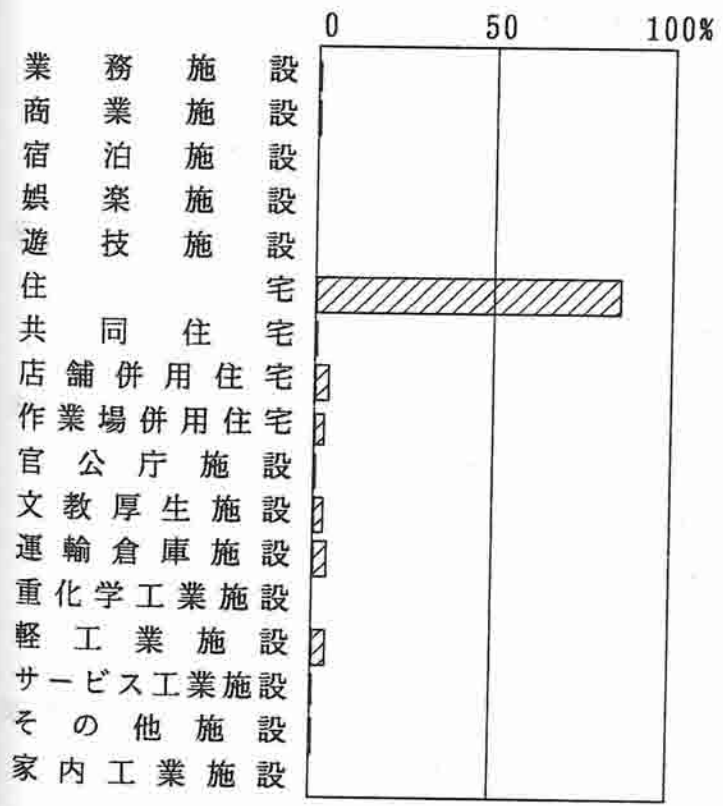 0 50 100%
業務施設
商業施設
宿泊施設
娯楽施設
遊技施設
住宅
共同住宅
店舗併用住宅
作業場併用住宅
官公庁施設
文教厚生施設
運輸倉庫施設
重化学工業施設
軽工業施設
サービス工業施設
その他施設
家内工業施設